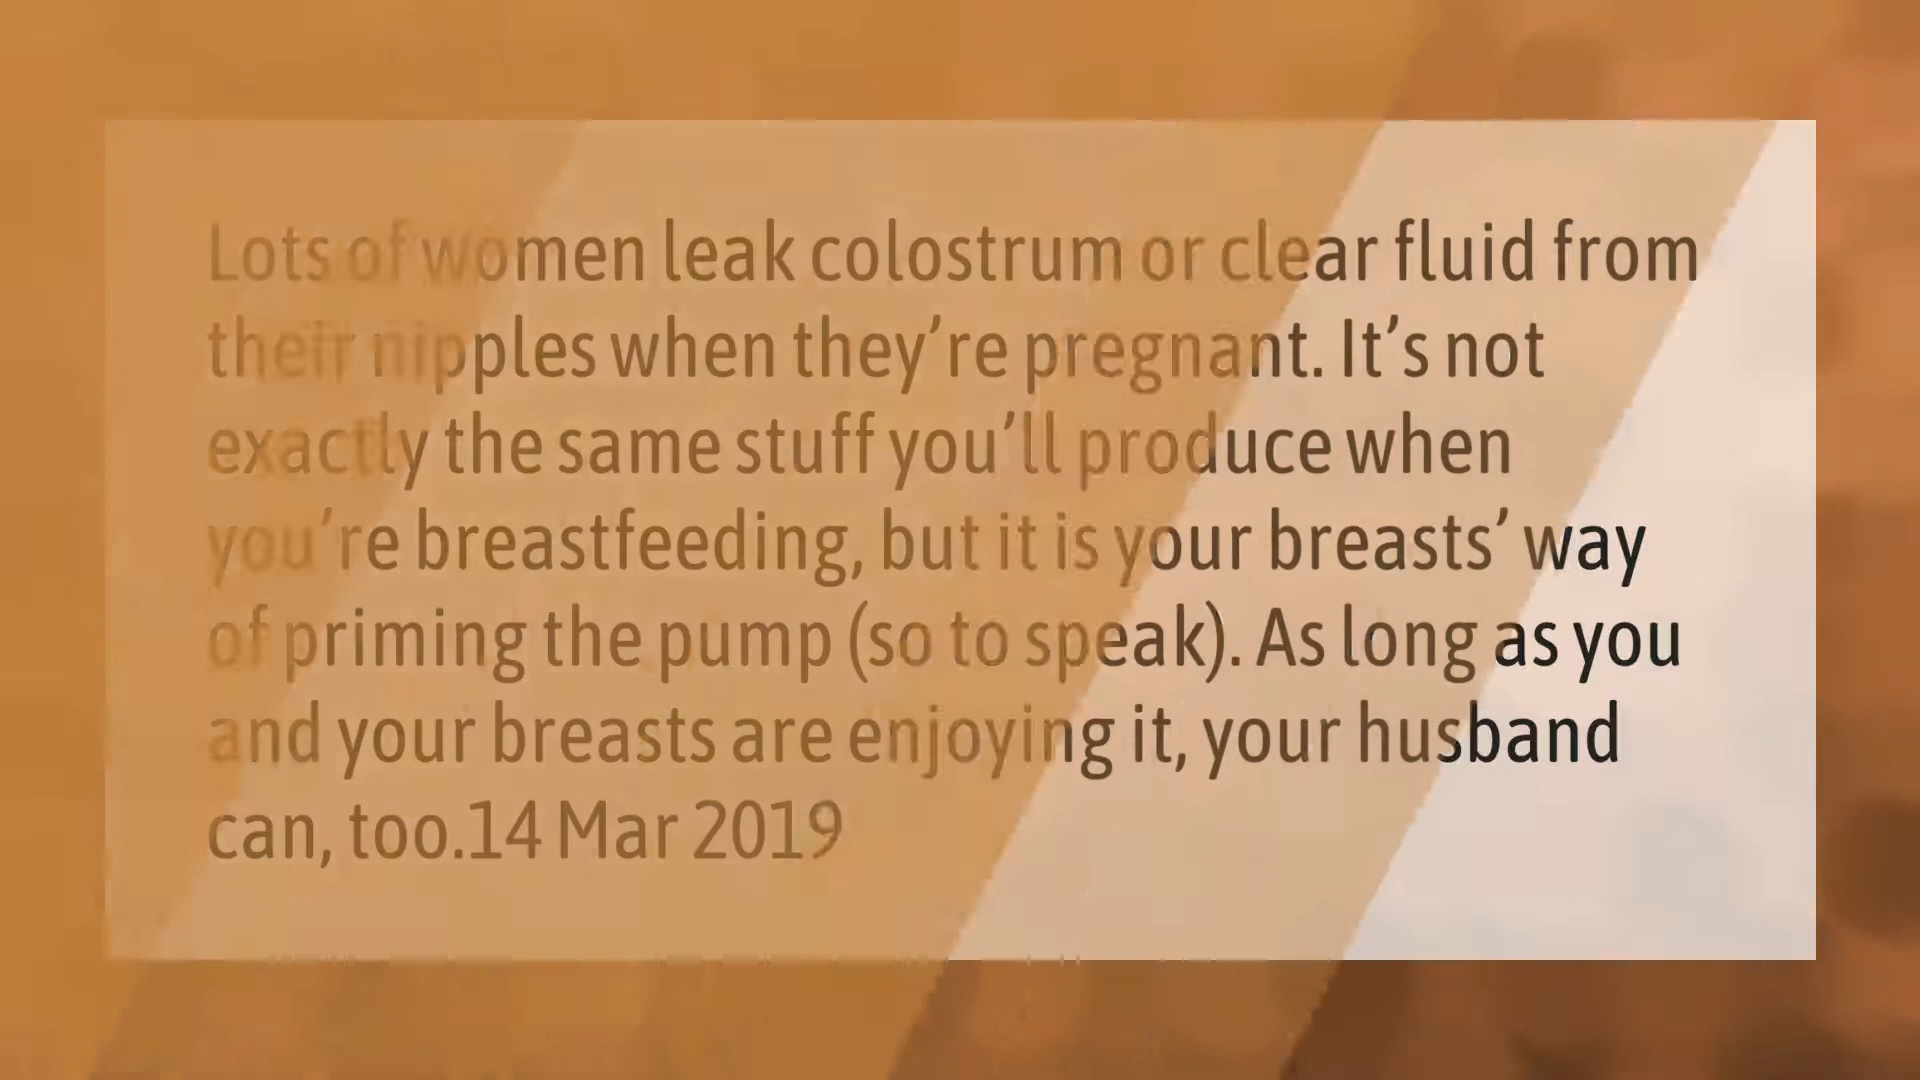 Lots of women leak colostrum or clear fluid from
their nipples when they're pregnant. It's not
exactly the same stuff you'll produce when
you're breastfeeding, but it is your breasts' way
of priming the pump (so to speak). As long as you
and your breasts are enjoying it, your husband
can, too.14 Mar 2019